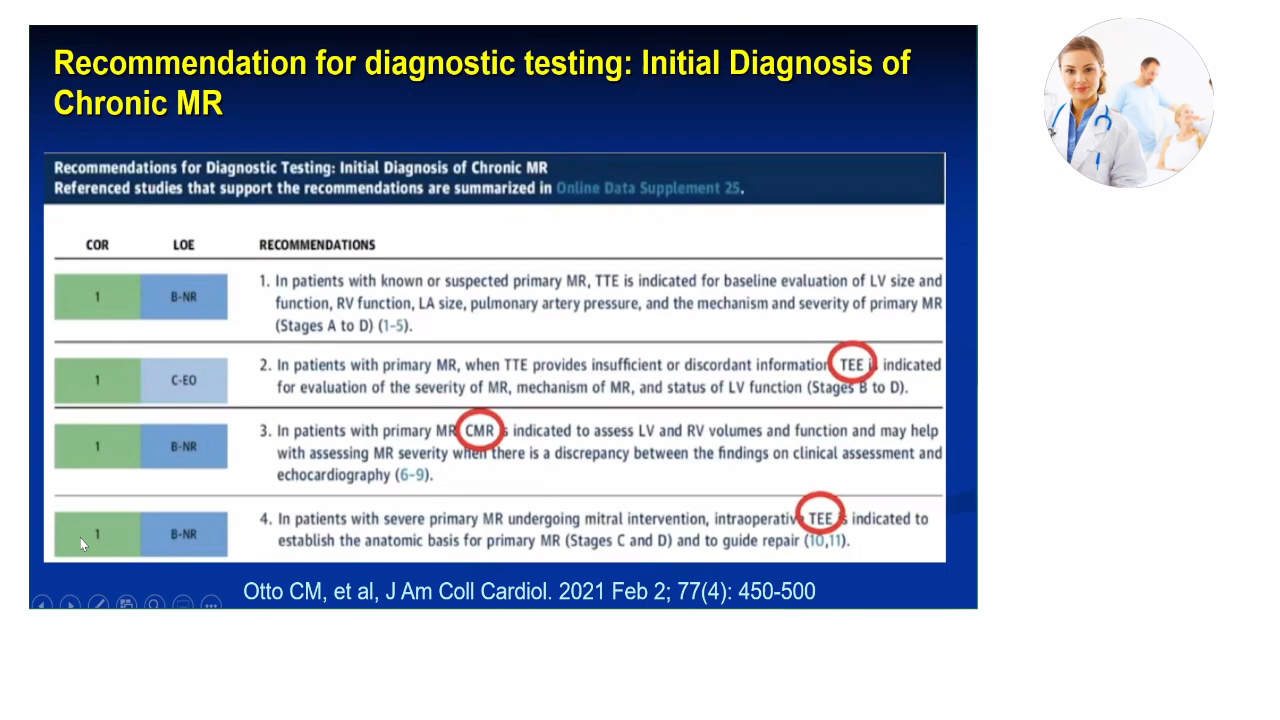 Recommendation for diagnostic testing: Initial Diagnosis of
Chronic MR
Recommendations for Diagnostic Testing: Initial Diagnosis of Chronic MR
Referenced studies that support the recommendations are summarized in Online Data Supplement 25.
COR LOE RECOMMENDATIONS
1 B-NR 1. In patients with known or suspected primary MR, TTE is indicated for baseline evaluation of LV size and
function, RV function, LA size, pulmonary artery pressure, and the mechanism and severity of primary MR
(Stages A to D) (1-5).
1 C-EO 2. In patients with primary MR, when TTE provides insufficient or discordant information, TEE is indicated
for evaluation of the severity of MR, mechanism of MR, and status of LV function (Stages B to D).
1 B-NR 3. In patients with primary MR, CMR is indicated to assess LV and RV volumes and function and may help
with assessing MR severity when there is a discrepancy between the findings on clinical assessment and
echocardiography (6-9).
1 B-NR 4. In patients with severe primary MR undergoing mitral intervention, intraoperative TEE is indicated to
establish the anatomic basis for primary MR (Stages C and D) and to guide repair (10,11).
Otto CM, et al, J Am Coll Cardiol. 2021 Feb 2; 77(4): 450-500